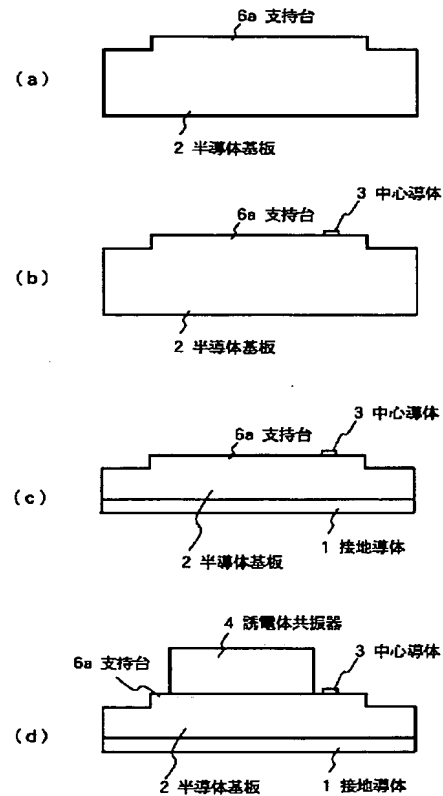 6a 支持台
(a)
2 半導体基板
3 中心導体
6a 支持台
(b)
2 半導体基板
3 中心導体
6a 支持台
(c)
1 接地導体
2 半導体基板
4 誘電体共振器
3 中心導体
6a 支持台
(d)
2 半導体基板
1 接地導体